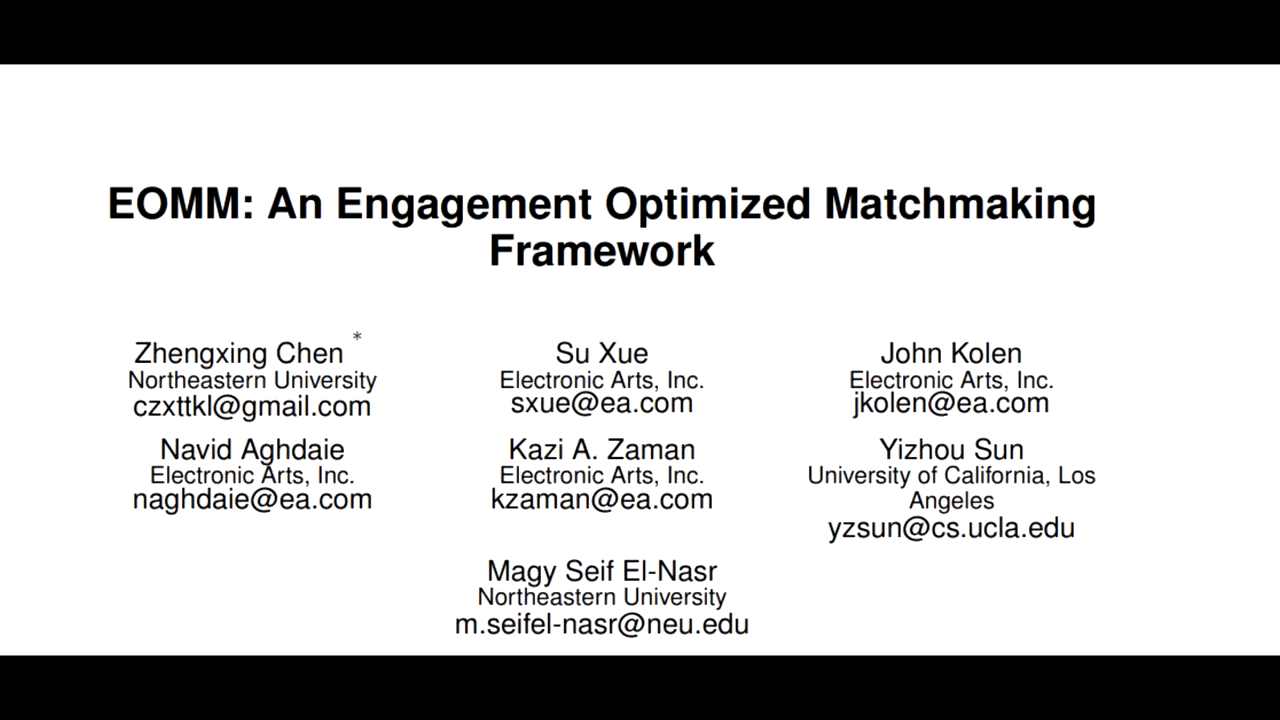 EOMM: An Engagement Optimized Matchmaking
Framework
Zhengxing Chen *
Northeastern University
czxttkl@gmail.com
Su Xue
Electronic Arts, Inc.
sxue@ea.com
John Kolen
Electronic Arts, Inc.
jkolen@ea.com
Navid Aghdaie
Electronic Arts, Inc.
naghdaie@ea.com
Kazi A. Zaman
Electronic Arts, Inc.
kzaman@ea.com
Yizhou Sun
University of California, Los
Angeles
yzsun@cs.ucla.edu
Magy Seif El-Nasr
Northeastern University
m.seifel-nasr@neu.edu